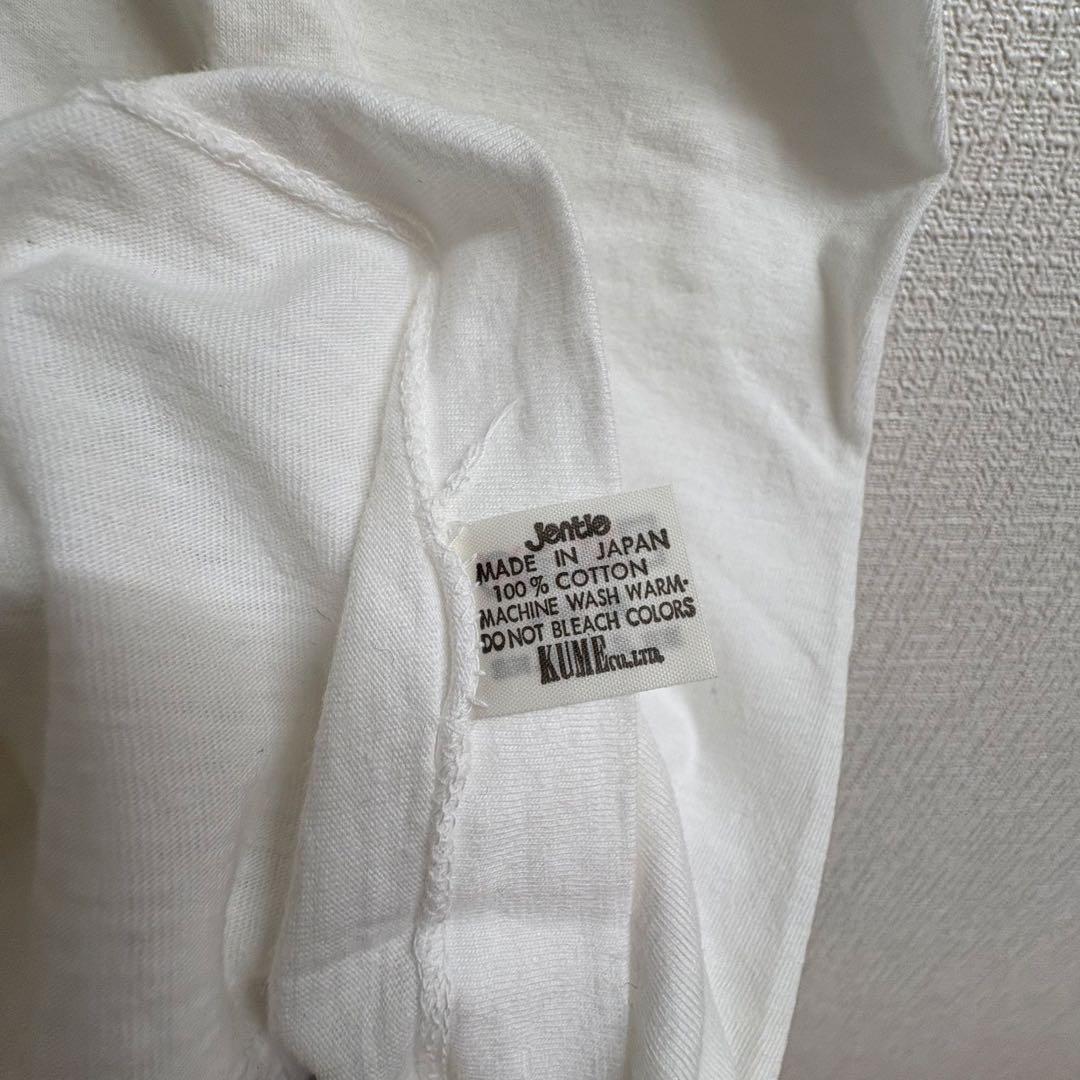 Jentle
MADE IN JAPAN
100% COTTON
MACHINE WASH WARM-
DO NOT BLEACH COLORS
KUME CO., LTD.